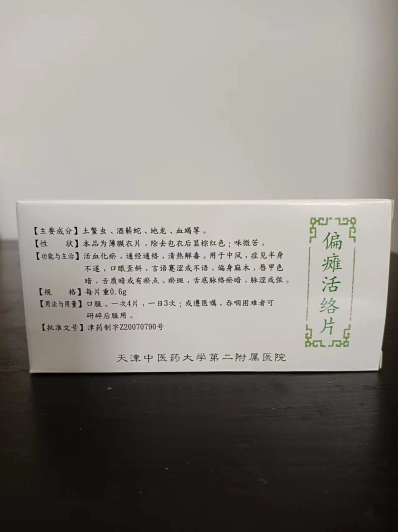 【主要成分】土鳖虫、酒蕲蛇、地龙、血竭等。
【性 状】本品为薄膜衣片，除去包衣后显棕红色；味微苦。
【功能与主治】活血化瘀，通经通络，清热解毒。用于中风，症见半身
不遂，口眼歪斜，言语蹇涩或不语。偏身麻木，唇甲色
暗，舌质暗或有瘀点。瘀斑，舌底脉络瘀暗，脉涩或弦。
【规 格】每片重0.6g
【用法与用量】口服。一次4片，一日3次；或遵医嘱，吞咽困难者可
研碎后服用。
【批准文号】津药制字Z20070790号
天津中医药大学第二附属医院
偏瘫活络片